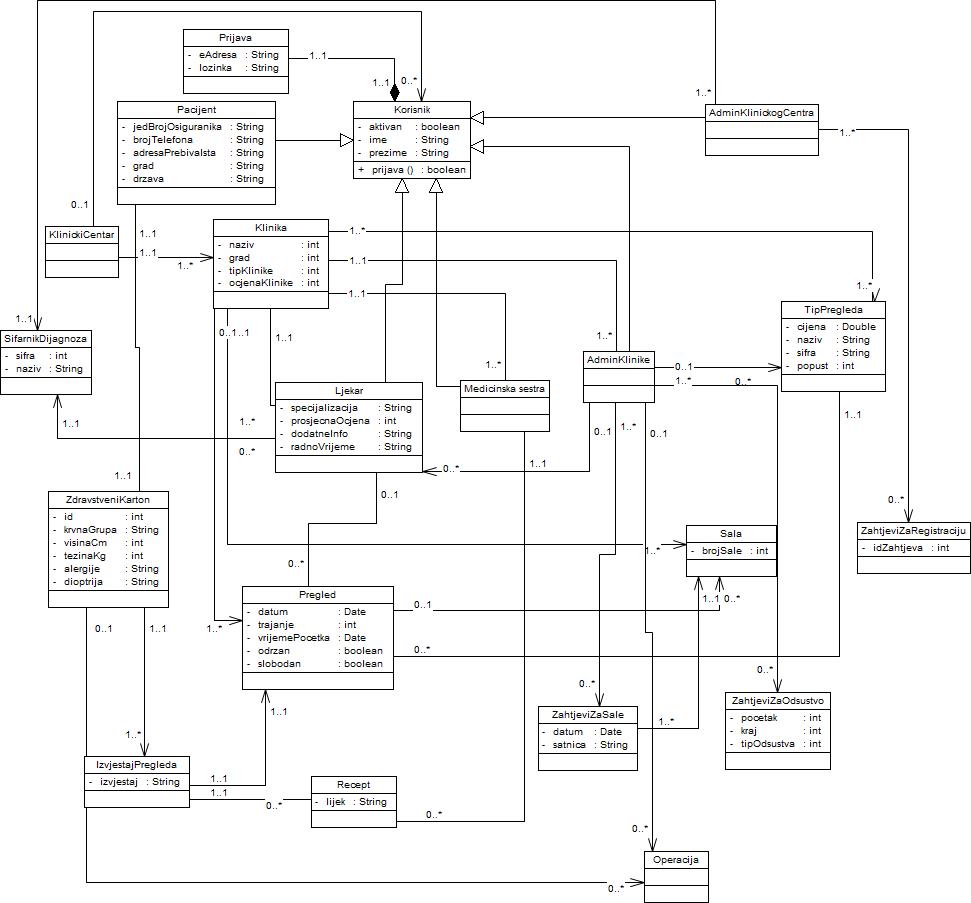 Prijava
- eAdresa : String
- lozinka : String
1..1
1..1
0..*
Korisnik
- aktivan : boolean
- ime : String
- prezime : String
+ prijava () : boolean
1..*
AdminKlinickogCentra
1..*
Pacijent
- jedBrojOsiguranika : String
- brojTelefona : String
- adresaPrebivalsta : String
- grad : String
- drzava : String
0..1
KlinickiCentar
1..1
1..1
1..*
Klinika
- naziv : int
- grad : int
- tipKlinike : int
- ocjenaKlinike : int
1..*
1..1
1..1
1..*
TipPregleda
- cijena : Double
- naziv : String
- sifra : String
- popust : int
1..1
SifarnikDijagnoza
- sifra : int
- naziv : String
0..1..1
1..1
1..*
1..*
AdminKlinike
0..1
1..*
0..*
Ljekar
- specijalizacija : String
- prosjecnaOcjena : int
- dodatneInfo : String
- radnoVrijeme : String
Medicinska sestra
1..1
1..1
1..*
0..*
0..1
1..*
0..1
0..*
1..1
1..1
0..1
ZdravstveniKarton
- id : int
- krvnaGrupa : String
- visinaCm : int
- tezinaKg : int
- alergije : String
- dioptrija : String
0..*
ZahtjeviZaRegistraciju
- idZahtjeva : int
Sala
- brojSale : int
1..*
0..*
Pregled
- datum : Date
- trajanje : int
- vrijemePocetka : Date
- odrzan : boolean
- slobodan : boolean
0..1
1..1
0..*
0..1
1..1
1..*
0..*
0..*
0..*
ZahtjeviZaSale
- datum : Date
- satnica : String
1..*
ZahtjeviZaOdsustvo
- pocetak : int
- kraj : int
- tipOdsustva : int
1..1
1..*
IzvjestajPregleda
- izvjestaj : String
1..1
1..1
0..*
Recept
- lijek : String
0..*
0..*
Operacija
0..*